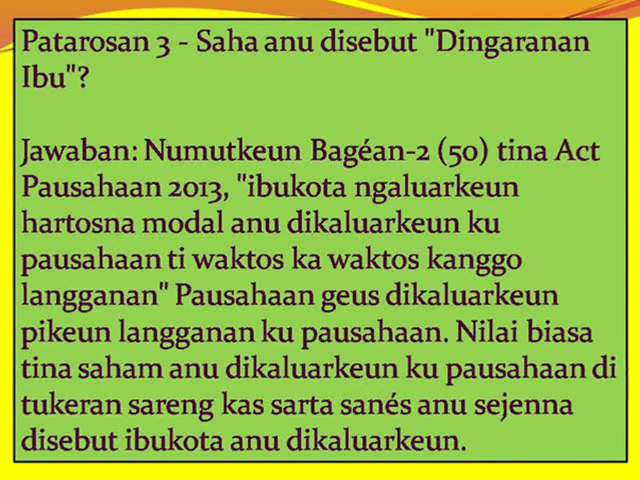 Patarosan 3 - Saha anu disebut "Dingaranan
Ibu"?
Jawaban: Numutkeun Bagéan-2 (50) tina Act
Pausahaan 2013, "ibukota ngaluarkeun
hartosna modal anu dikaluarkeun ku
pausahaan ti waktos ka waktos kanggo
langganan" Pausahaan geus dikaluarkeun
pikeun langganan ku pausahaan. Nilai biasa
tina saham anu dikaluarkeun ku pausahaan di
tukeran sareng kas sarta sanés anu sejenna
disebut ibukota anu dikaluarkeun.